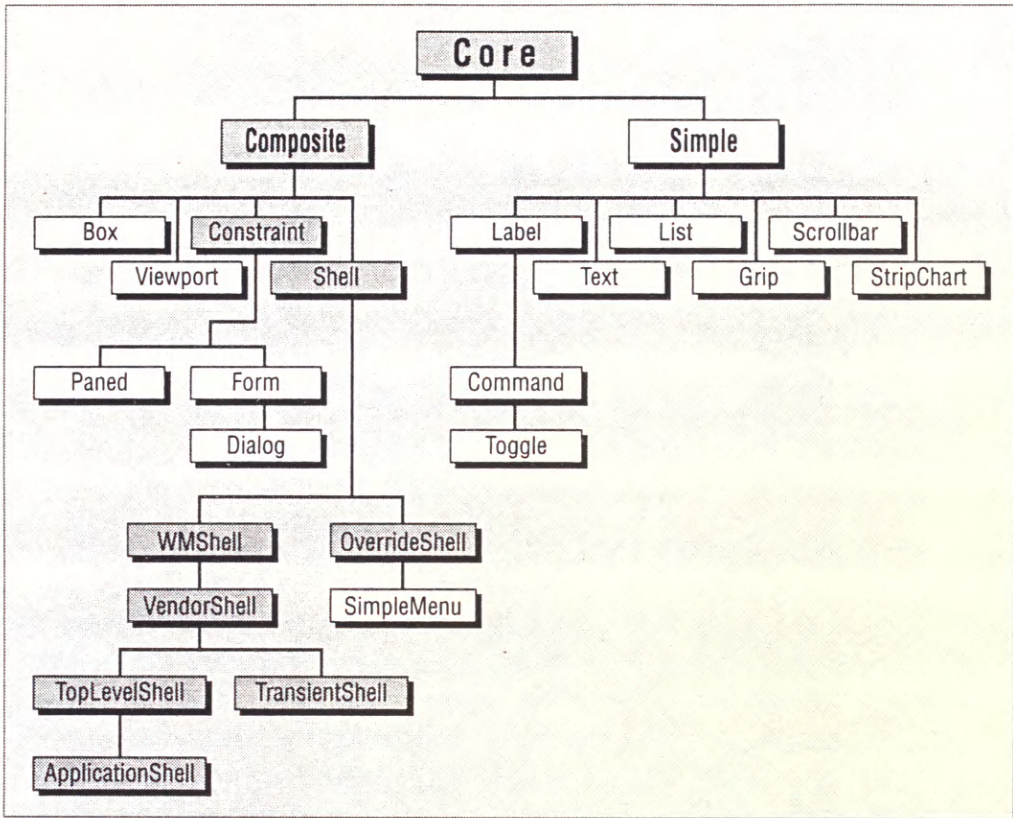 Core
Composite
Simple
Box
Constraint
Label
List
Scrollbar
Viewport
Shell
Text
Grip
StripChart
Paned
Form
Command
Dialog
Toggle
WMShell
OverrideShell
VendorShell
SimpleMenu
TopLevelShell
TransientShell
ApplicationShell